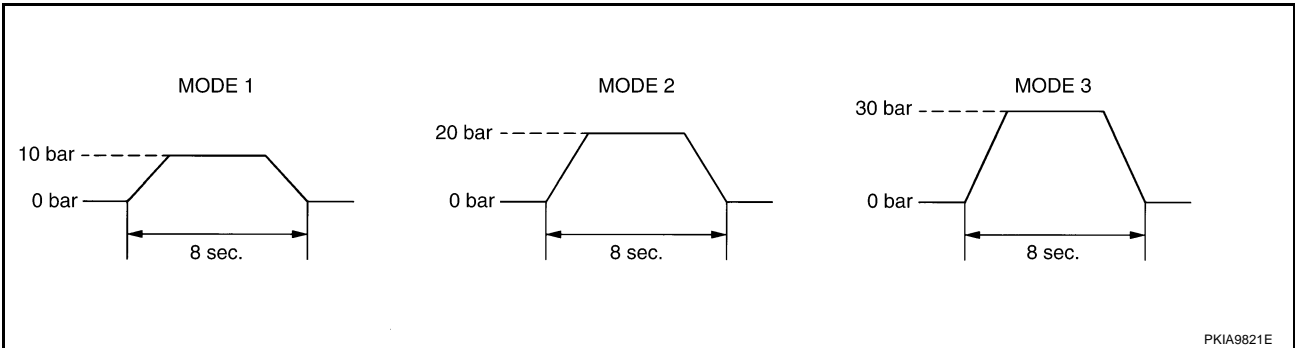 MODE 1
10 bar
0 bar
8 sec.
MODE 2
20 bar
0 bar
8 sec.
MODE 3
30 bar
0 bar
8 sec.
PKIA9821E